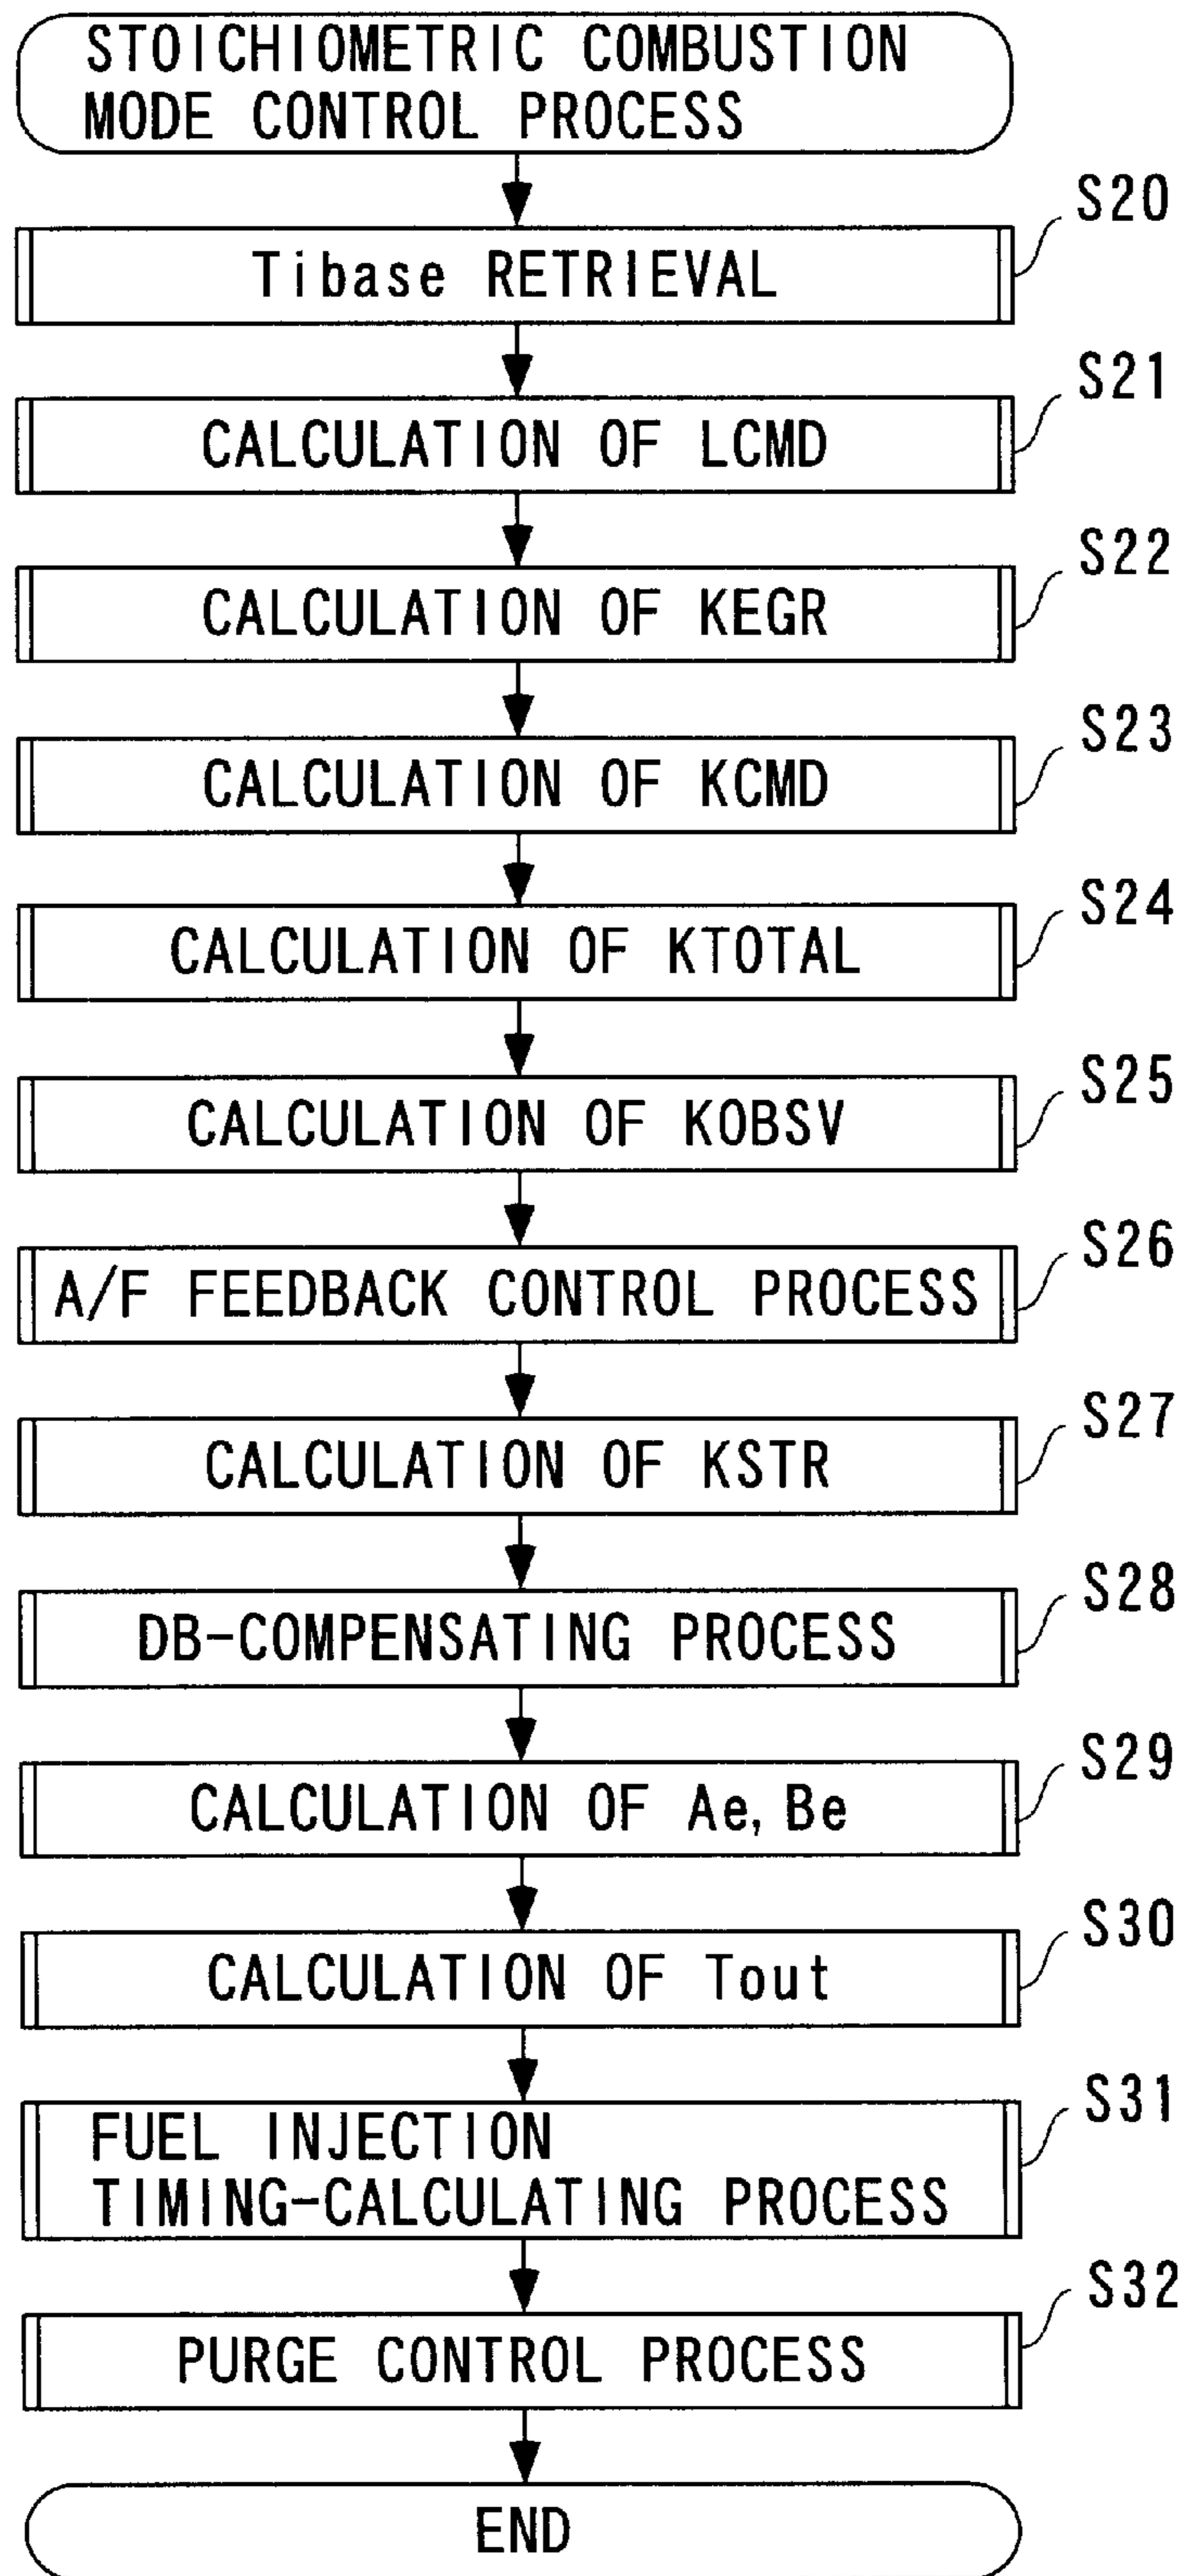 STOICHIOMETRIC COMBUSTION
MODE CONTROL PROCESS
S20
Tibase RETRIEVAL
S21
CALCULATION OF LCMD
S22
CALCULATION OF KEGR
S23
CALCULATION OF KCMD
S24
CALCULATION OF KTOTAL
S25
CALCULATION OF KOBSV
S26
A/F FEEDBACK CONTROL PROCESS
S27
CALCULATION OF KSTR
S28
DB-COMPENSATING PROCESS
S29
CALCULATION OF Ae, Be
S30
CALCULATION OF Tout
S31
FUEL INJECTION
TIMING-CALCULATING PROCESS
S32
PURGE CONTROL PROCESS
END